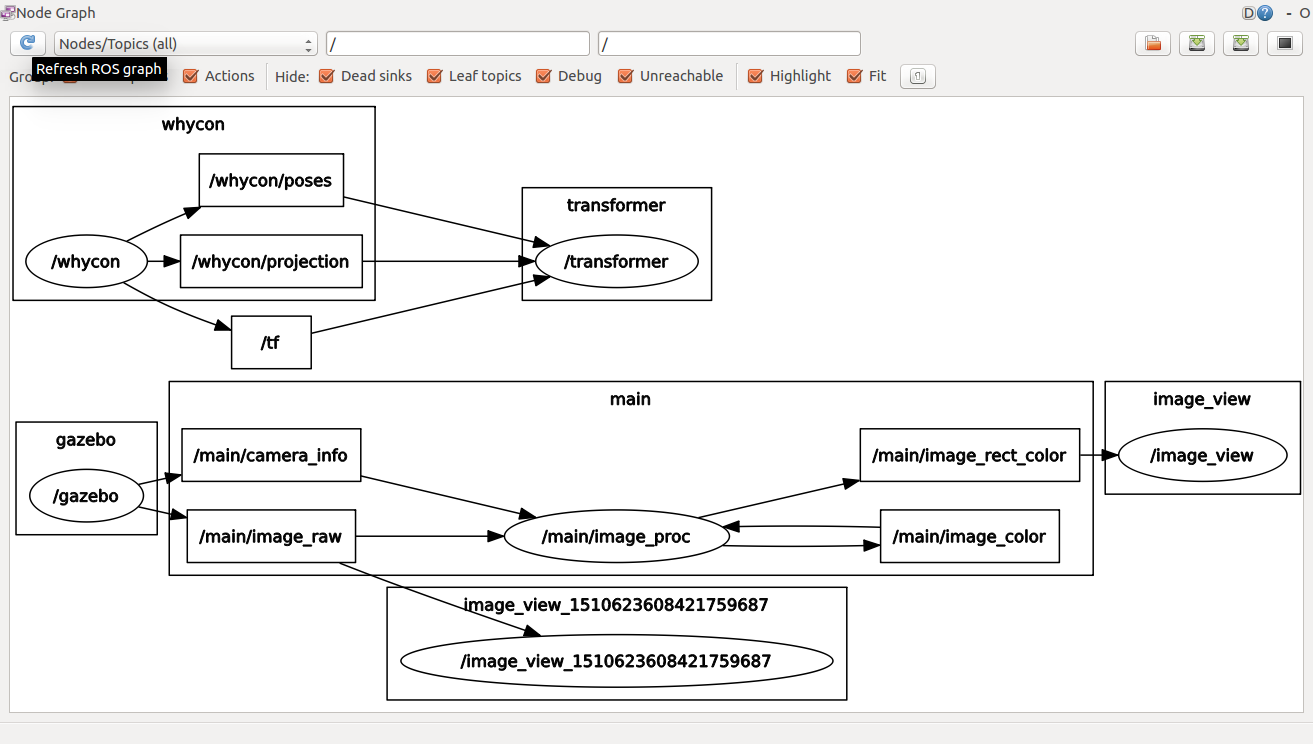 Node Graph
D ? - O
Nodes/Topics (all)
/
/
Refresh ROS graph
Actions
Hide:
Dead sinks
Leaf topics
Debug
Unreachable
Highlight
Fit
whycon
/whycon/poses
transformer
/whycon
/whycon/projection
/transformer
/tf
main
image_view
gazebo
/main/camera_info
/main/image_rect_color
/image_view
/gazebo
/main/image_raw
/main/image_proc
/main/image_color
image_view_1510623608421759687
/image_view_1510623608421759687